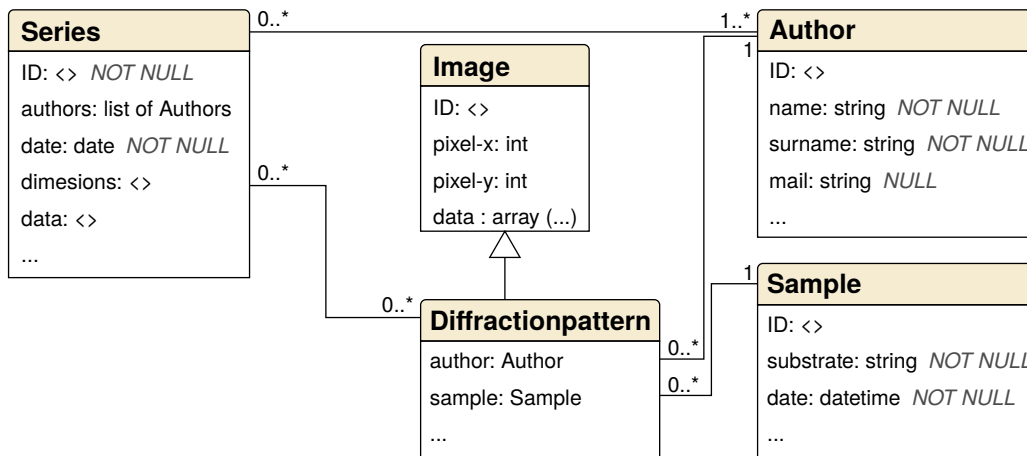 Series
ID: <> NOT NULL
authors: list of Authors
date: date NOT NULL
dimesions: <>
data: <>
...
0..*
1..*
1
0..*
Image
ID: <>
pixel-x: int
pixel-y: int
data : array (...)
Author
ID: <>
name: string NOT NULL
surname: string NOT NULL
mail: string NULL
...
0..*
Diffractionpattern
author: Author
sample: Sample
...
0..*
0..*
1
Sample
ID: <>
substrate: string NOT NULL
date: datetime NOT NULL
...